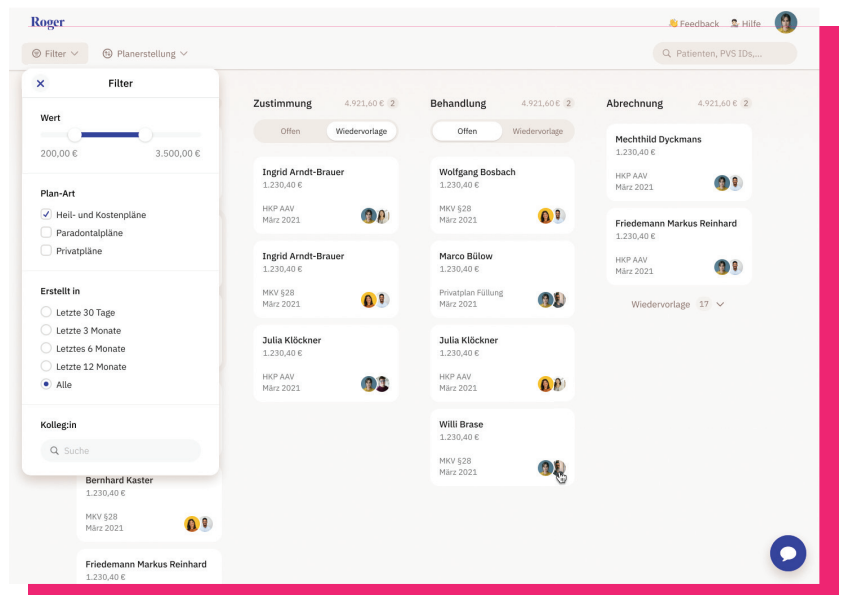 Roger
Feedback
Hilfe
Filter
Planerstellung
Patienten, PVS IDs,...
Filter
Wert
200,00 €
3.500,00 €
Plan-Art
Heil- und Kostenpläne
Paradontalpläne
Privatpläne
Erstellt in
Letzte 30 Tage
Letzte 3 Monate
Letztes 6 Monate
Letzte 12 Monate
Alle
Kolleg:in
Suche
Bernhard Kaster
1.230,40 €
MKV §28
März 2021
Friedemann Markus Reinhard
1.230,40 €
Zustimmung 4.921,60 € 2
Offen Wiedervorlage
Ingrid Arndt-Brauer
1.230,40 €
HKP AAV
März 2021
Ingrid Arndt-Brauer
1.230,40 €
MKV §28
März 2021
Julia Klöckner
1.230,40 €
HKP AAV
März 2021
Behandlung 4.921,60 € 2
Offen Wiedervorlage
Wolfgang Bosbach
1.230,40 €
MKV §28
März 2021
Marco Bülow
1.230,40 €
Privatplan Füllung
März 2021
Julia Klöckner
1.230,40 €
HKP AAV
März 2021
Willi Brase
1.230,40 €
MKV §28
März 2021
Abrechnung 4.921,60 € 2
Mechthild Dyckmans
1.230,40 €
HKP AAV
März 2021
Friedemann Markus Reinhard
1.230,40 €
HKP AAV
März 2021
Wiedervorlage 17